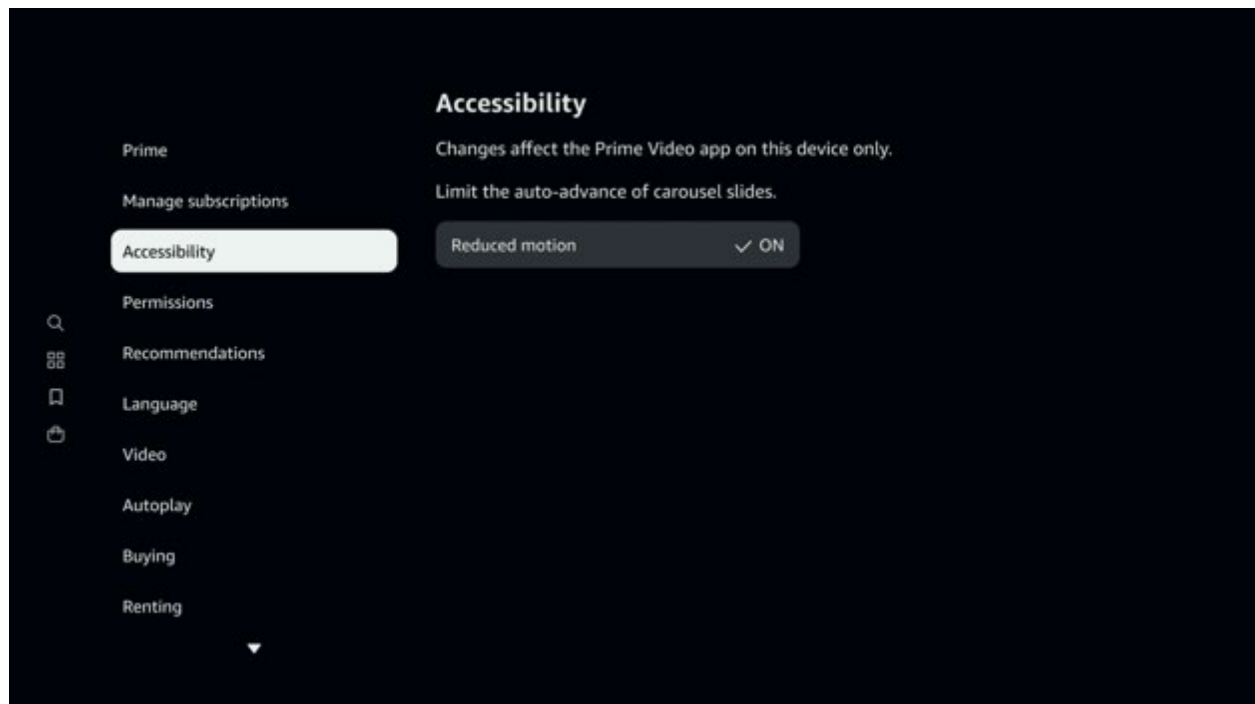 Prime
Manage subscriptions
Accessibility
Permissions
Recommendations
Language
Video
Autoplay
Buying
Renting
Accessibility
Changes affect the Prime Video app on this device only.
Limit the auto-advance of carousel slides.
Reduced motion ✓ ON